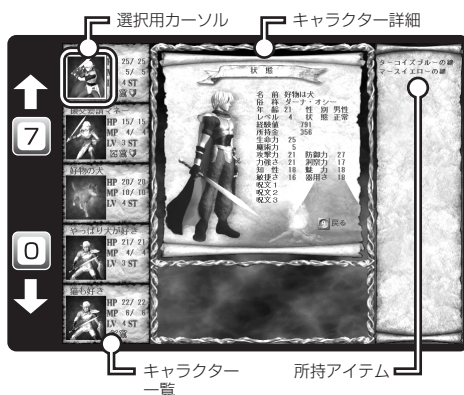 選択用カーソル
キャラクター詳細
7
0
25/ 25
5/ 5
4 ST
HP 15/ 15
MP 4/ 4
LV 3 ST
好物の犬
HP 20/ 20
MP 10/ 10
LV 4 ST
やっぱり犬が好き
HP 21/ 21
MP 4/ 4
LV 3 ST
猫も好き
HP 22/ 22
MP 6/ 6
LV 4 ST
状 態
名 前 好物は犬
俗 称 ダーナ・オシー
年 齢 21 性 別 男性
レベル 4 状 態 正常
経験値 791
所持金 356
生命力 25
魔術力 5
攻撃力 21 防御力 27
力強さ 21 洞察力 17
知 性 18 魅 力 18
敏捷さ 16 器用さ 18
呪文1
呪文2
呪文3
戻る
ターコイズブルーの鍵
マースイエローの鍵
キャラクター
一覧
所持アイテム